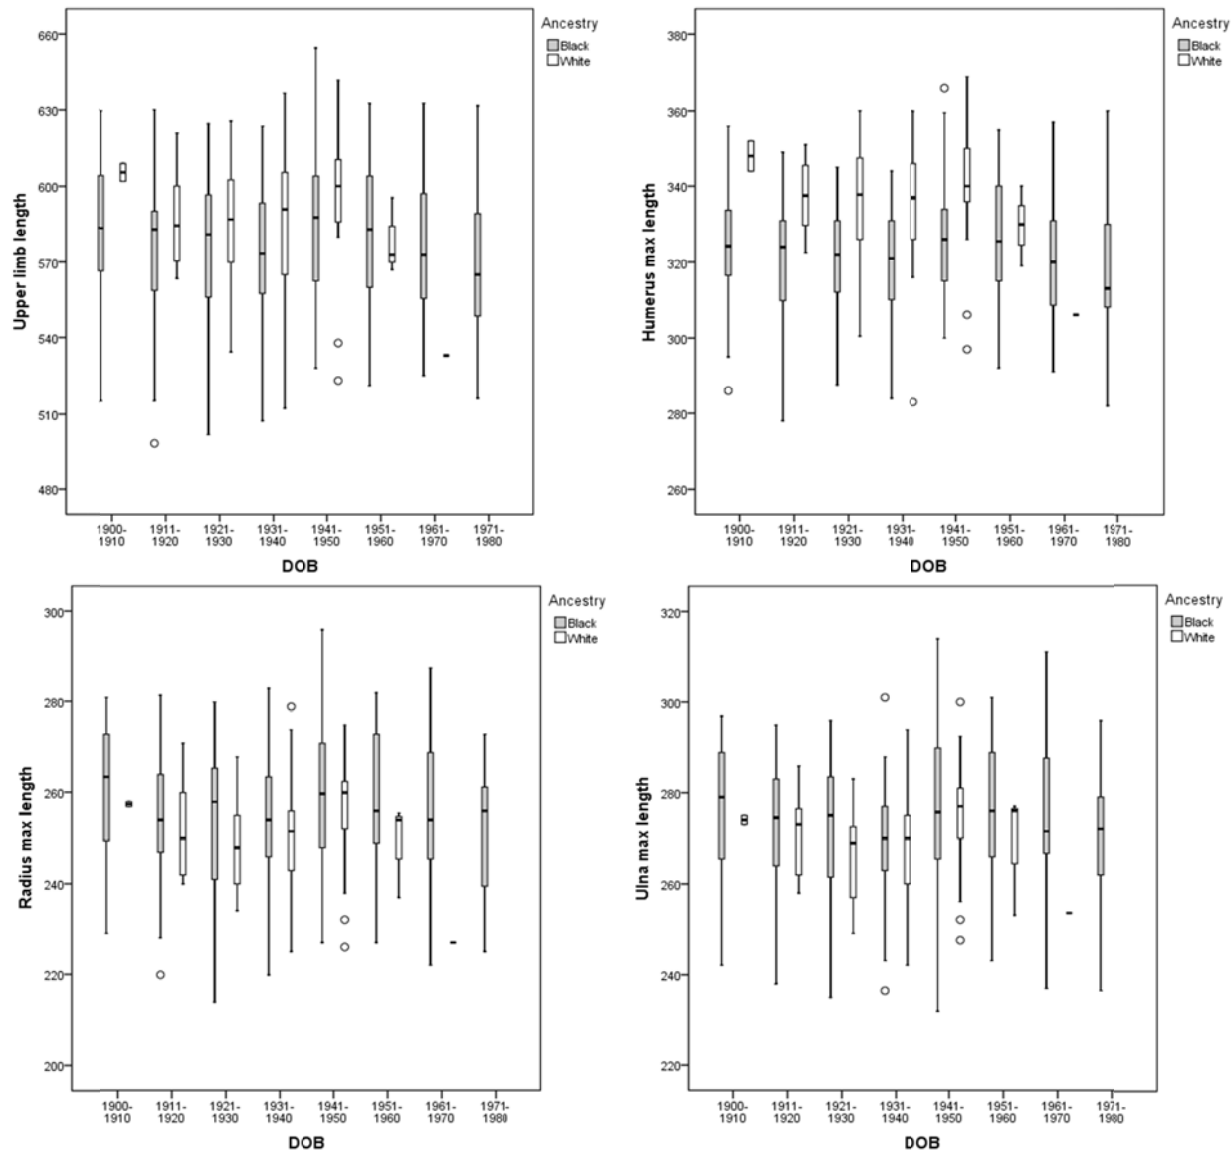 Upper limb length
660
630
600
570
540
510
480
1900-1910
1911-1920
1921-1930
1931-1940
1941-1950
1951-1960
1961-1970
1971-1980
DOB
Ancestry
Black
White
Humerus max length
380
360
340
320
300
280
260
1900-1910
1911-1920
1921-1930
1931-1940
1941-1950
1951-1960
1961-1970
1971-1980
DOB
Ancestry
Black
White
Radius max length
300
280
260
240
220
200
1900-1910
1911-1920
1921-1930
1931-1940
1941-1950
1951-1960
1961-1970
1971-1980
DOB
Ancestry
Black
White
Ulna max length
320
300
280
260
240
220
1900-1910
1911-1920
1921-1930
1931-1940
1941-1950
1951-1960
1961-1970
1971-1980
DOB
Ancestry
Black
White